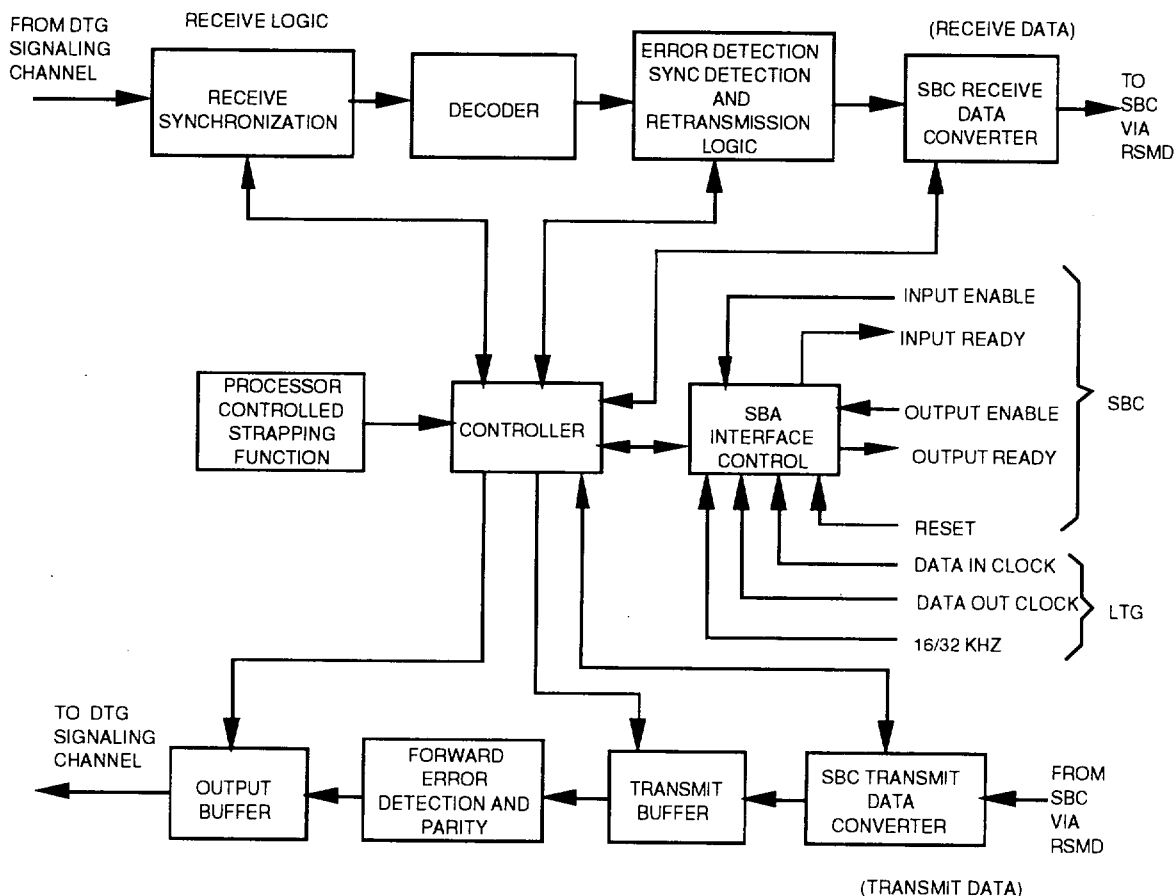 FROM DTG
SIGNALING
CHANNEL
RECEIVE LOGIC
(RECEIVE DATA)
RECEIVE
SYNCHRONIZATION
DECODER
ERROR DETECTION
SYNC DETECTION
AND
RETRANSMISSION
LOGIC
SBC RECEIVE
DATA
CONVERTER
TO
SBC
VIA
RSMD
INPUT ENABLE
INPUT READY
OUTPUT ENABLE
OUTPUT READY
RESET
SBC
PROCESSOR
CONTROLLED
STRAPPING
FUNCTION
CONTROLLER
SBA
INTERFACE
CONTROL
DATA IN CLOCK
DATA OUT CLOCK
16/32 KHZ
LTG
TO DTG
SIGNALING
CHANNEL
OUTPUT
BUFFER
FORWARD
ERROR
DETECTION AND
PARITY
TRANSMIT
BUFFER
SBC TRANSMIT
DATA
CONVERTER
FROM
SBC
VIA
RSMD
(TRANSMIT DATA)